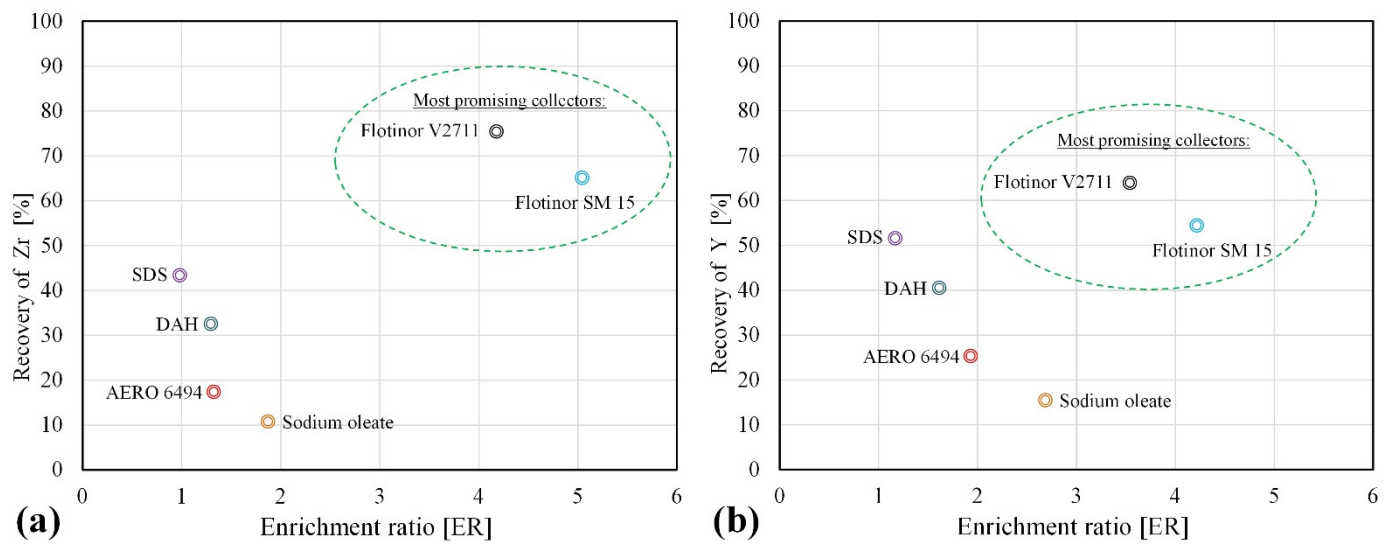 100
90
80
70
60
50
40
30
20
10
0
Recovery of Zr [%]
Most promising collectors:
Flotinor V2711
Flotinor SM 15
SDS
DAH
AERO 6494
Sodium oleate
0 1 2 3 4 5 6
(a)
Enrichment ratio [ER]
100
90
80
70
60
50
40
30
20
10
0
Recovery of Y [%]
Most promising collectors:
Flotinor V2711
Flotinor SM 15
SDS
DAH
AERO 6494
Sodium oleate
0 1 2 3 4 5 6
(b)
Enrichment ratio [ER]